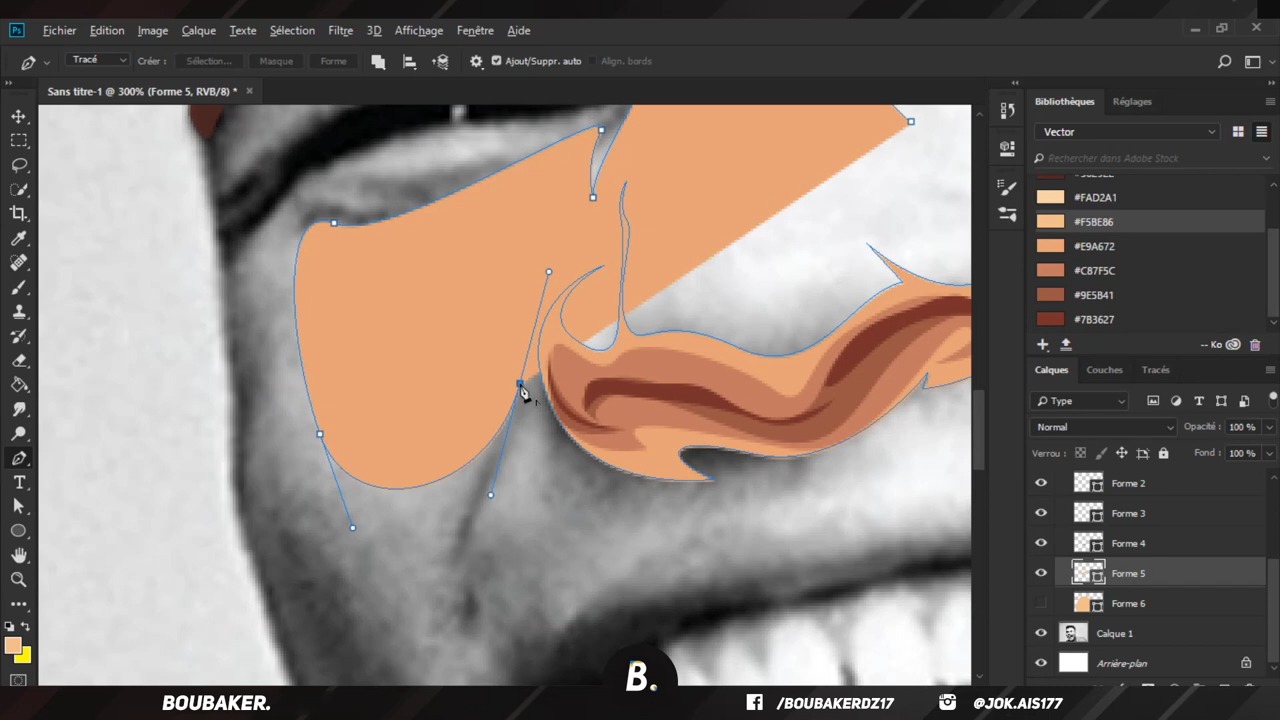 Ps Fichier Edition Image Calque Texte Sélection Filtre 3D Affichage Fenêtre Aide
Tracé Créer : Sélection... Masque Forme Ajout/Suppr. auto Align. bords
Sans titre-1 @ 300% (Forme 5, RVB/8) *
Bibliothèques Réglages
Vector
Rechercher dans Adobe Stock
#FAD2A1
#F5BE86
#E9A672
#C87F5C
#9E5B41
#7B3627
-- Ko
Calques Couches Tracés
Type
Normal Opacité : 100 %
Verrou : Fond : 100 %
Forme 2
Forme 3
Forme 4
Forme 5
Forme 6
Calque 1
Arrière-plan
BOUBAKER. B. /BOUBAKERDZ17 @JOK.AIS177